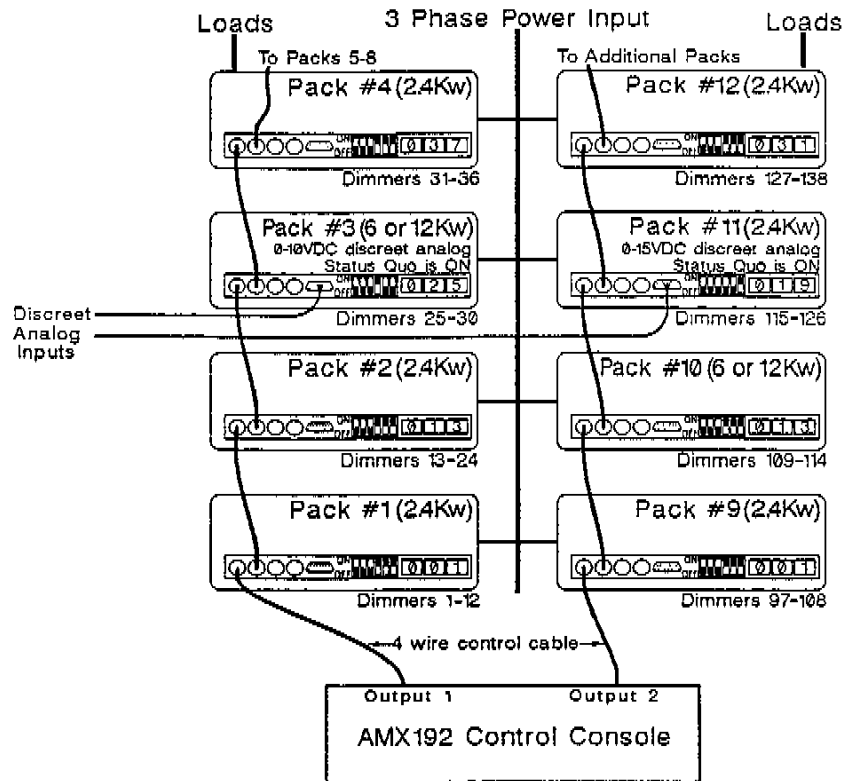 3 Phase Power Input
Loads
Loads
To Packs 5-8
To Additional Packs
Pack #4(2.4Kw)
ON
OFF
0 3 7
Dimmers 31-36
Pack #12(2.4Kw)
ON
OFF
0 3 1
Dimmers 127-138
Pack #3(6 or 12Kw)
0-10VDC discreet analog
Status Quo is ON
ON
OFF
0 2 5
Dimmers 25-30
Pack #11(2.4Kw)
0-15VDC discreet analog
Status Quo is ON
ON
OFF
0 1 9
Dimmers 115-126
Discreet
Analog
Inputs
Pack #2(2.4Kw)
ON
OFF
0 1 3
Dimmers 13-24
Pack #10(6 or 12Kw)
ON
OFF
0 1 3
Dimmers 109-114
Pack #1(2.4Kw)
ON
OFF
0 0 1
Dimmers 1-12
Pack #9(2.4Kw)
ON
OFF
0 0 1
Dimmers 97-108
4 wire control cable
Output 1
Output 2
AMX192 Control Console